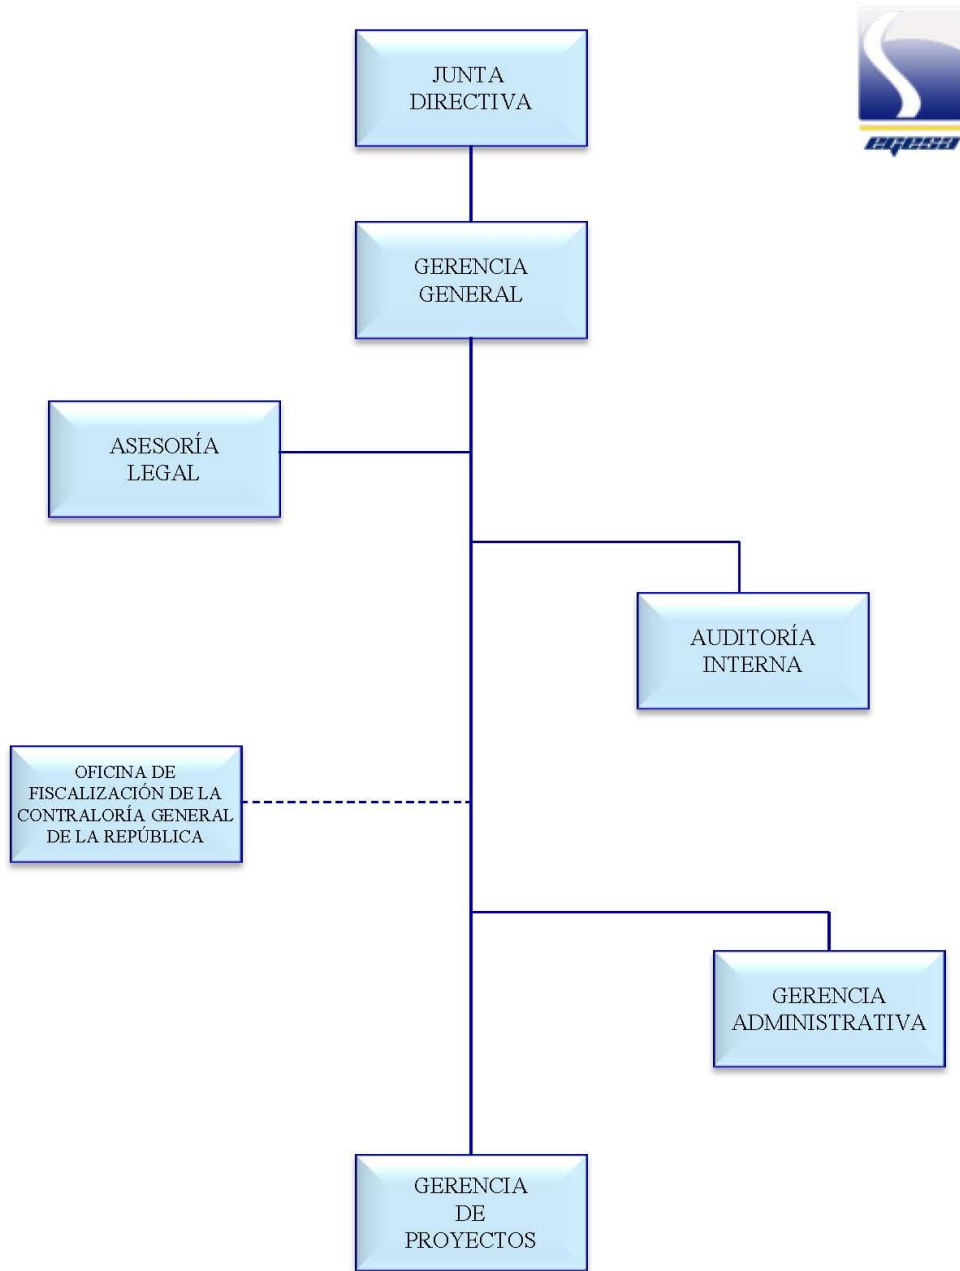 JUNTA
DIRECTIVA
egesa
GERENCIA
GENERAL
ASESORÍA
LEGAL
AUDITORÍA
INTERNA
OFICINA DE
FISCALIZACIÓN DE LA
CONTRALORÍA GENERAL
DE LA REPÚBLICA
GERENCIA
ADMINISTRATIVA
GERENCIA
DE
PROYECTOS